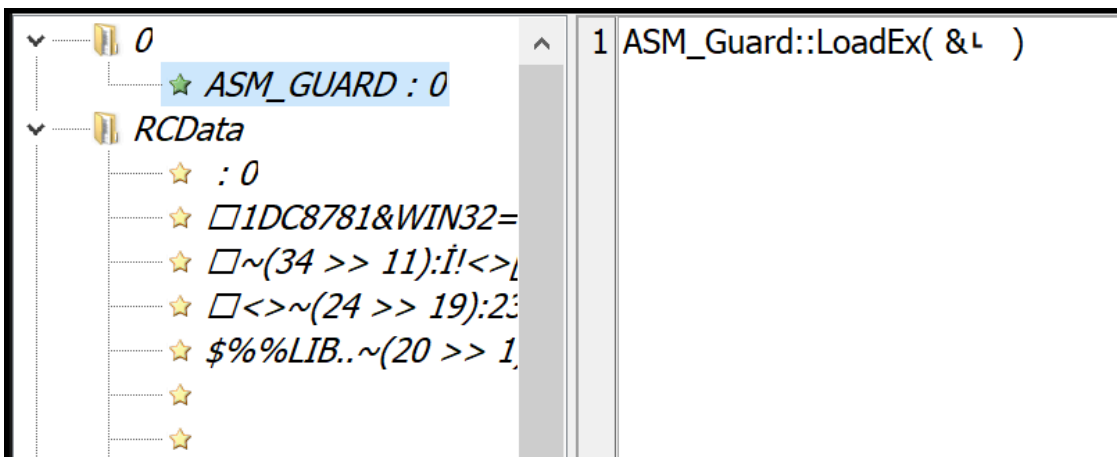 0
ASM_GUARD : 0
RCData
: 0
□1DC8781&WIN32=
□~(34 >> 11):İ!<>[
□<>~(24 >> 19):23
$%%LIB..~(20 >> 1
1 ASM_Guard::LoadEx( &└ )